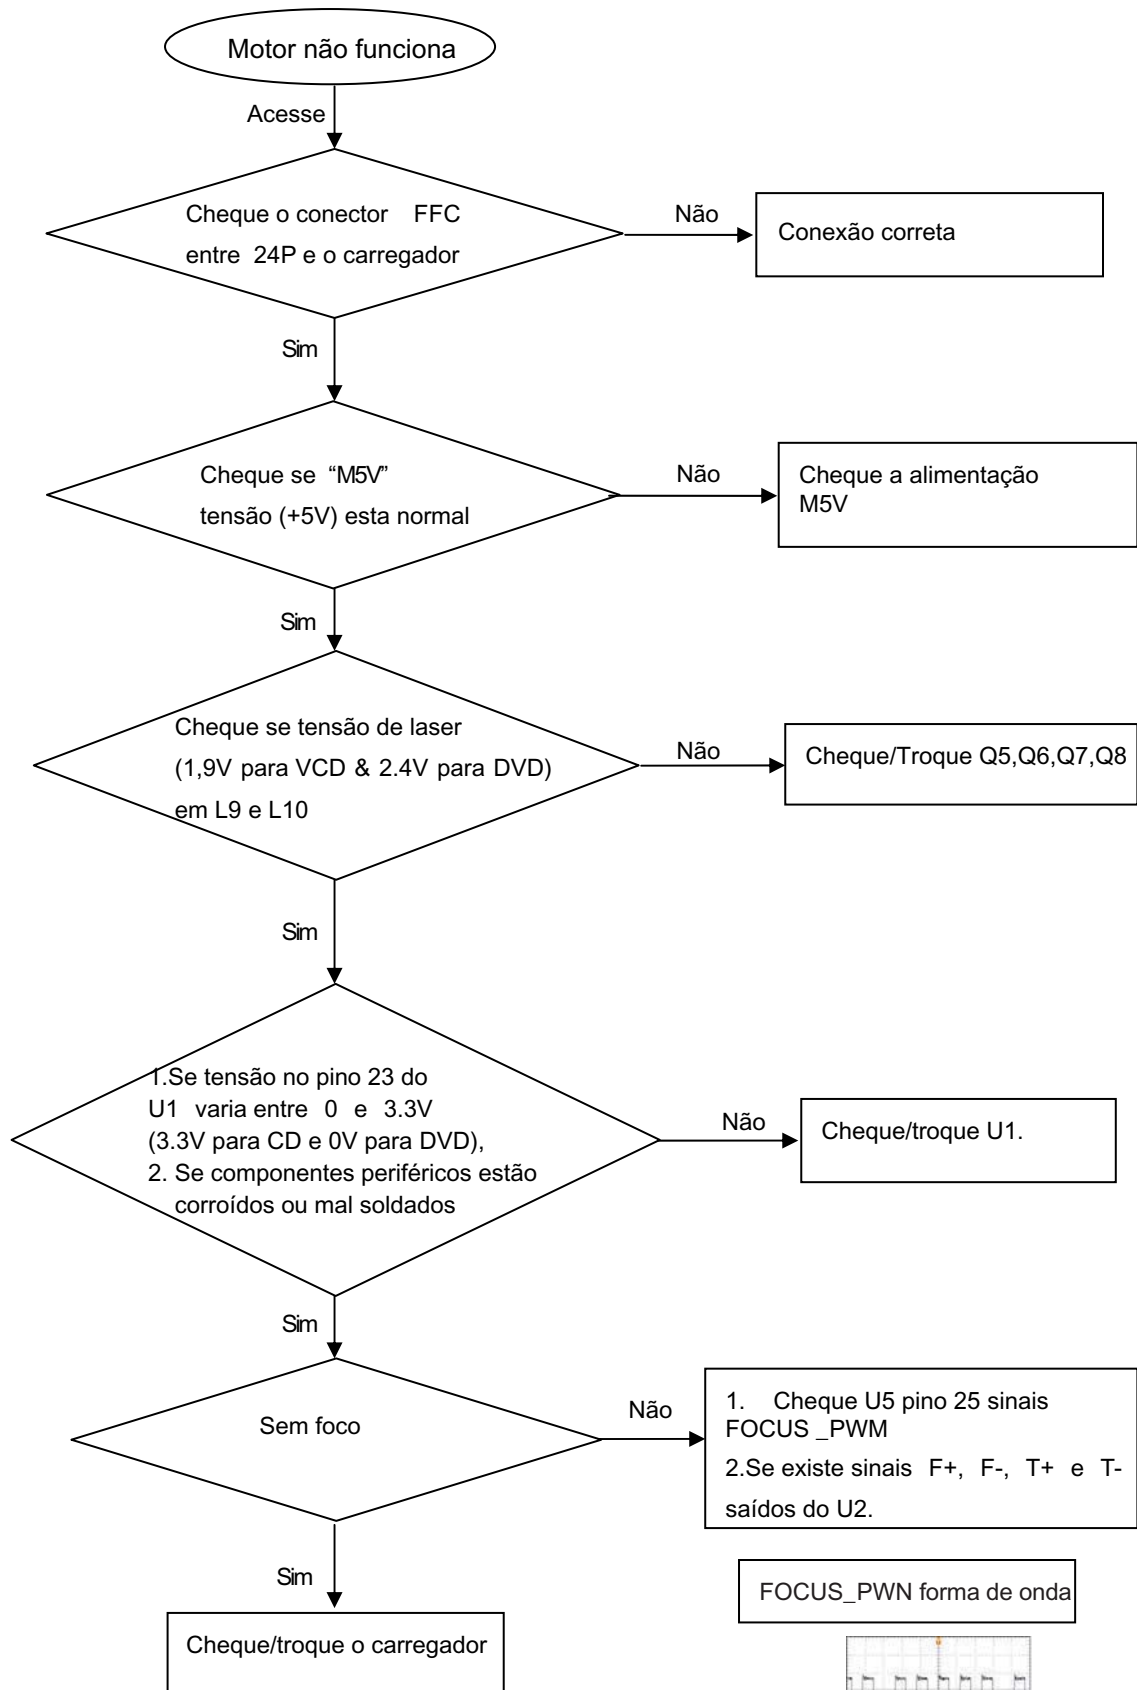 Motor não funciona
Acesse
Cheque o conector FFC
entre 24P e o carregador
Não
Conexão correta
Sim
Cheque se “M5V”
tensão (+5V) esta normal
Não
Cheque a alimentação
M5V
Sim
Cheque se tensão de laser
(1,9V para VCD & 2.4V para DVD)
em L9 e L10
Não
Cheque/Troque Q5,Q6,Q7,Q8
Sim
1.Se tensão no pino 23 do
U1 varia entre 0 e 3.3V
(3.3V para CD e 0V para DVD),
2. Se componentes periféricos estão
corroídos ou mal soldados
Não
Cheque/troque U1.
Sim
Sem foco
Não
1. Cheque U5 pino 25 sinais
FOCUS _PWM
2.Se existe sinais F+, F-, T+ e T-
saídos do U2.
Sim
Cheque/troque o carregador
FOCUS_PWN forma de onda